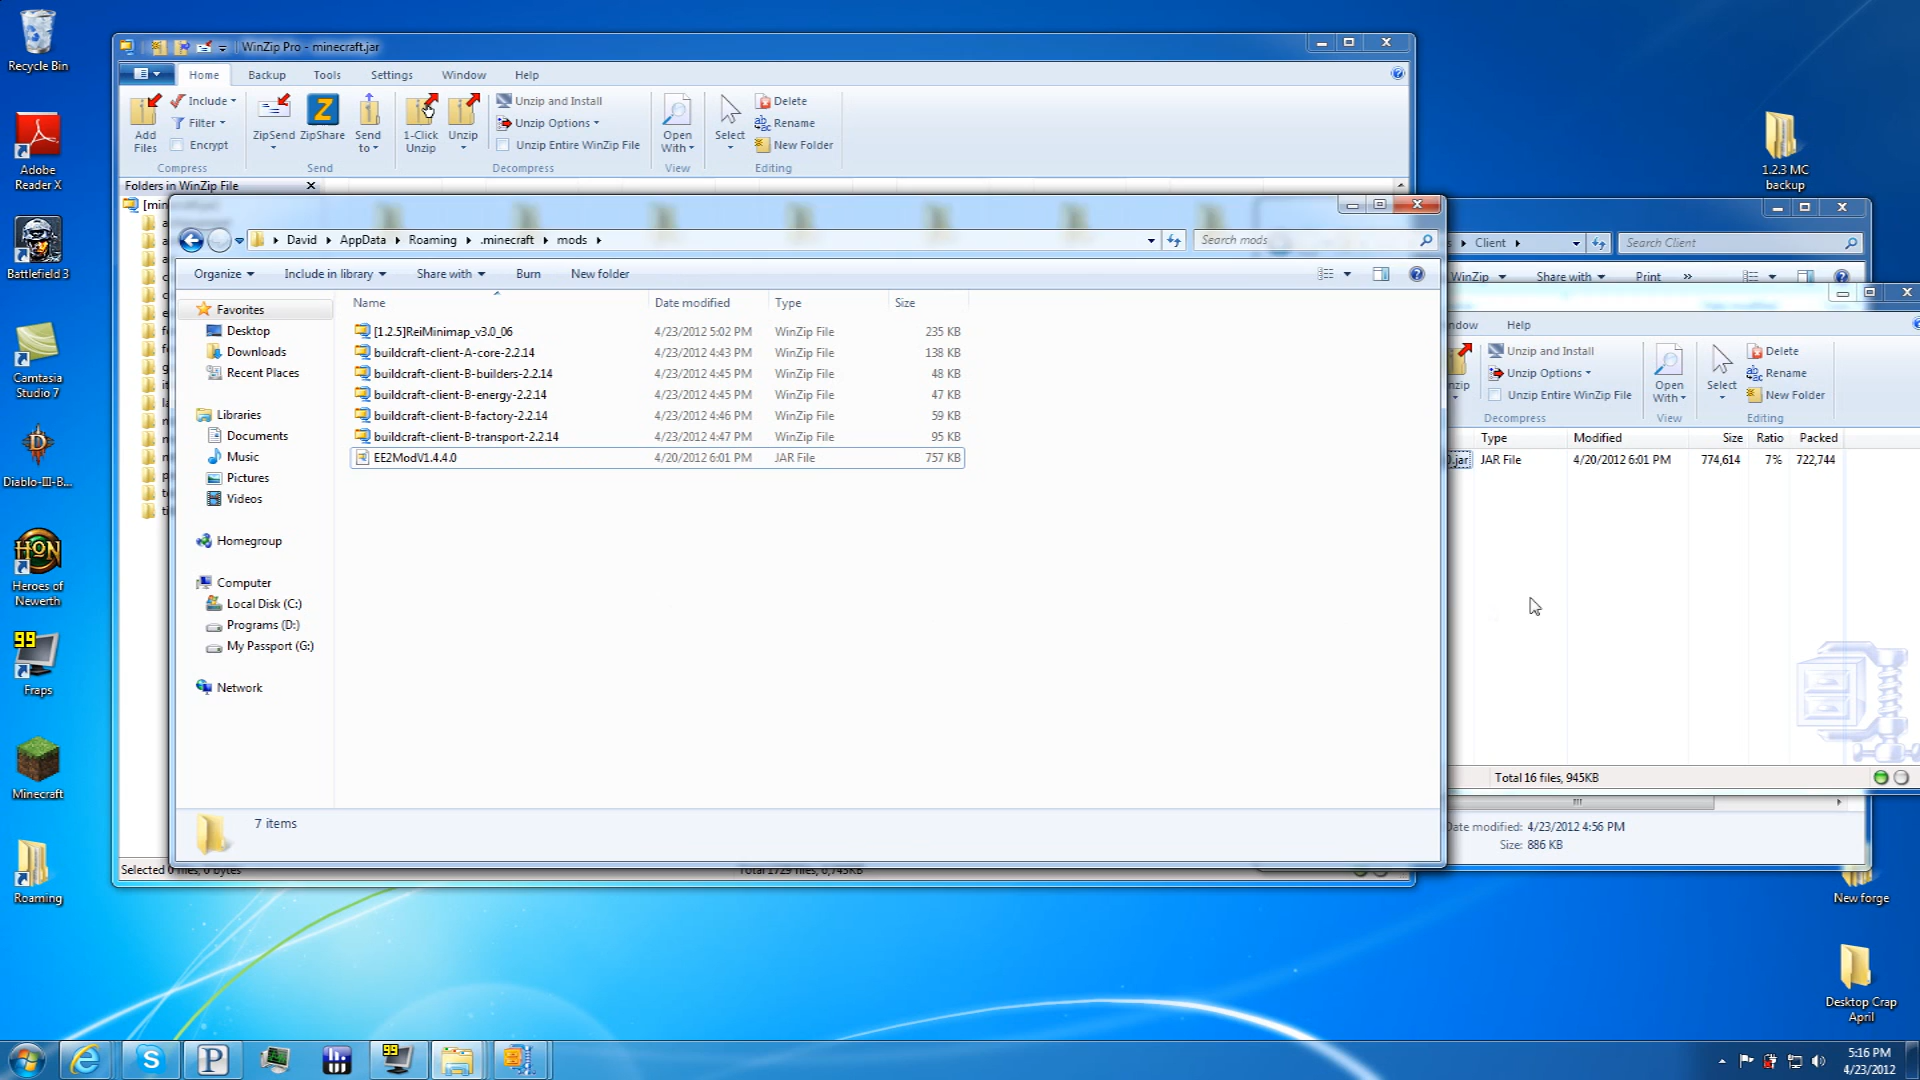 Recycle Bin
Adobe
Reader X
Battlefield 3
Camtasia
Studio 7
Diablo-III-B...
HON
Heroes of
Newerth
99
Fraps
Minecraft
Roaming
WinZip Pro - minecraft.jar
Home Backup Tools Settings Window Help
Add
Files
Include
Filter
Encrypt
Compress
ZipSend
ZipShare
Send
to
Send
1-Click
Unzip
Unzip
Unzip and Install
Unzip Options
Unzip Entire WinZip File
Decompress
Open
With
View
Select
Delete
Rename
New Folder
Editing
Folders in WinZip File
David AppData Roaming .minecraft mods
Search mods
Organize Include in library Share with Burn New folder
Favorites
Desktop
Downloads
Recent Places
Libraries
Documents
Music
Pictures
Videos
Homegroup
Computer
Local Disk (C:)
Programs (D:)
My Passport (G:)
Network
Name Date modified Type Size
[1.2.5]ReiMinimap_v3.0_06 4/23/2012 5:02 PM WinZip File 235 KB
buildcraft-client-A-core-2.2.14 4/23/2012 4:43 PM WinZip File 138 KB
buildcraft-client-B-builders-2.2.14 4/23/2012 4:45 PM WinZip File 48 KB
buildcraft-client-B-energy-2.2.14 4/23/2012 4:45 PM WinZip File 47 KB
buildcraft-client-B-factory-2.2.14 4/23/2012 4:46 PM WinZip File 59 KB
buildcraft-client-B-transport-2.2.14 4/23/2012 4:47 PM WinZip File 95 KB
EE2ModV1.4.4.0 4/20/2012 6:01 PM JAR File 757 KB
7 items
1.2.3 MC
backup
Client
Search Client
WinZip Share with Print »
Help
Unzip and Install
Unzip Options
Unzip Entire WinZip File
Decompress
Open
With
View
Select
Delete
Rename
New Folder
Editing
Type Modified Size Ratio Packed
.jar JAR File 4/20/2012 6:01 PM 774,614 7% 722,744
Total 16 files, 945KB
Date modified: 4/23/2012 4:56 PM
Size: 886 KB
New forge
Desktop Crap
April
99
5:16 PM
4/23/2012